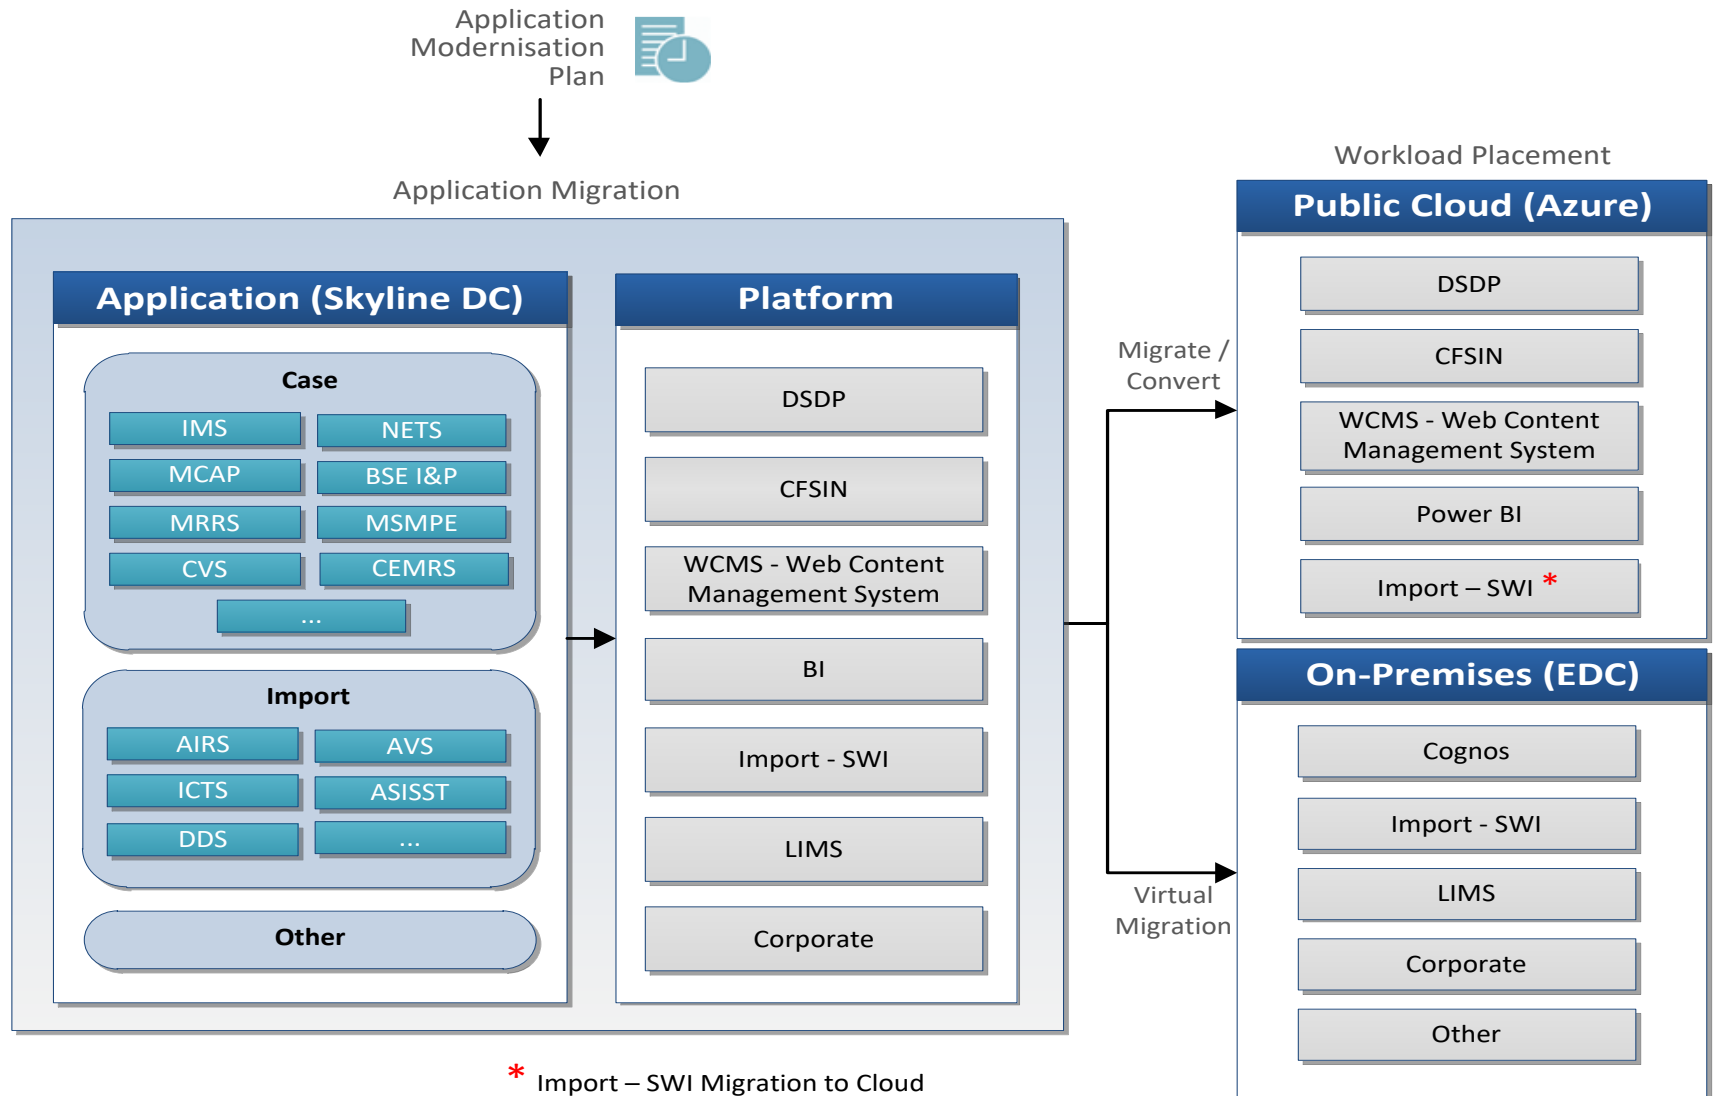 Application
Modernisation
Plan
Application Migration
Application (Skyline DC)
Case
IMS
NETS
MCAP
BSE I&P
MRRS
MSMPE
CVS
CEMRS
...
Import
AIRS
AVS
ICTS
ASISST
DDS
...
Other
Platform
DSDP
CFSIN
WCMS - Web Content
Management System
BI
Import - SWI
LIMS
Corporate
Migrate /
Convert
Virtual
Migration
Workload Placement
Public Cloud (Azure)
DSDP
CFSIN
WCMS - Web Content
Management System
Power BI
Import – SWI *
On-Premises (EDC)
Cognos
Import - SWI
LIMS
Corporate
Other
* Import – SWI Migration to Cloud